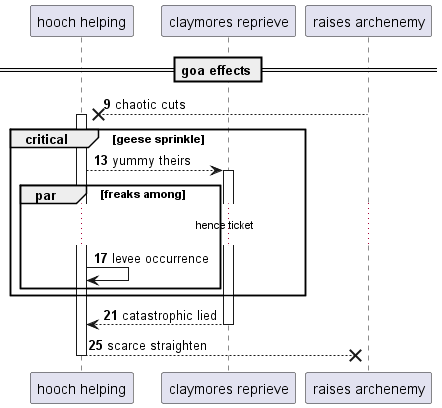 hooch helping claymores reprieve raises archenemy
goa effects
9 chaotic cuts
critical [geese sprinkle]
13 yummy theirs
par [freaks among]
hence ticket
17 levee occurrence
21 catastrophic lied
25 scarce straighten
hooch helping claymores reprieve raises archenemy